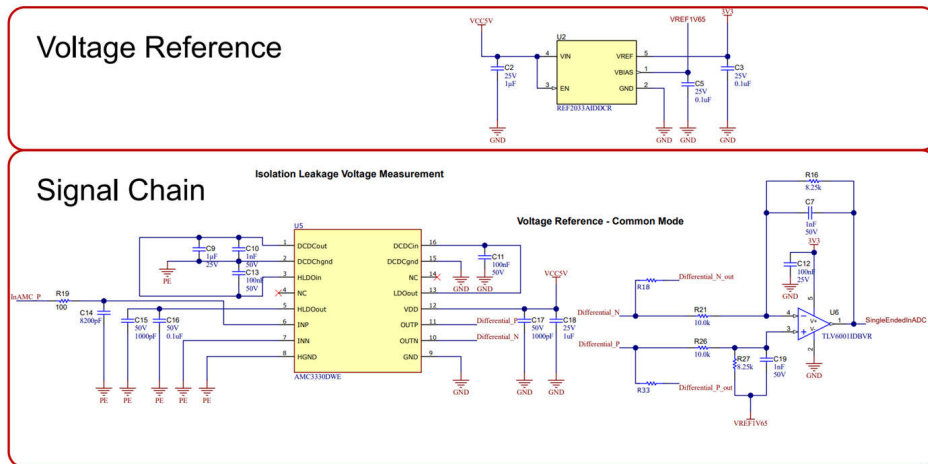 Voltage Reference
VCC5V
VREF1V65
3V3
U2
4
VIN
VREF
5
VBIAS
1
3
EN
GND
2
REF2033AIDDCR
C2
25V
1μF
C5
25V
0.1uF
C3
25V
0.1uF
GND
GND
GND
GND
Signal Chain
Isolation Leakage Voltage Measurement
Voltage Reference - Common Mode
InAMC_P
R19
100
C14
8200pF
C15
50V
1000pF
C16
50V
0.1uF
C9
1μF
25V
C10
1nF
50V
C13
100nF
50V
PE
PE
PE
PE
PE
PE
U5
1
DCDCout
DCDCin
16
2
DCDChgnd
DCDCgnd
15
3
HLDOin
NC
14
4
NC
LDOout
13
5
HLDOout
VDD
12
6
INP
OUTP
11
7
INN
OUTN
10
8
HGND
GND
9
AMC3330DWE
C11
100nF
50V
GND
GND
VCC5V
Differential_P
Differential_N
C17
50V
1000pF
C18
25V
1uF
GND
GND
GND
R16
8.25k
C7
1nF
50V
3V3
C12
100nF
25V
GND
Differential_N_out
R18
Differential_N
R21
10.0k
Differential_P
R26
10.0k
R27
8.25k
C19
1nF
50V
R33
Differential_P_out
VREF1V65
4
3
5
2
V+
V-
1
U6
TLV6001IDBVR
SingleEndedInADC
GND